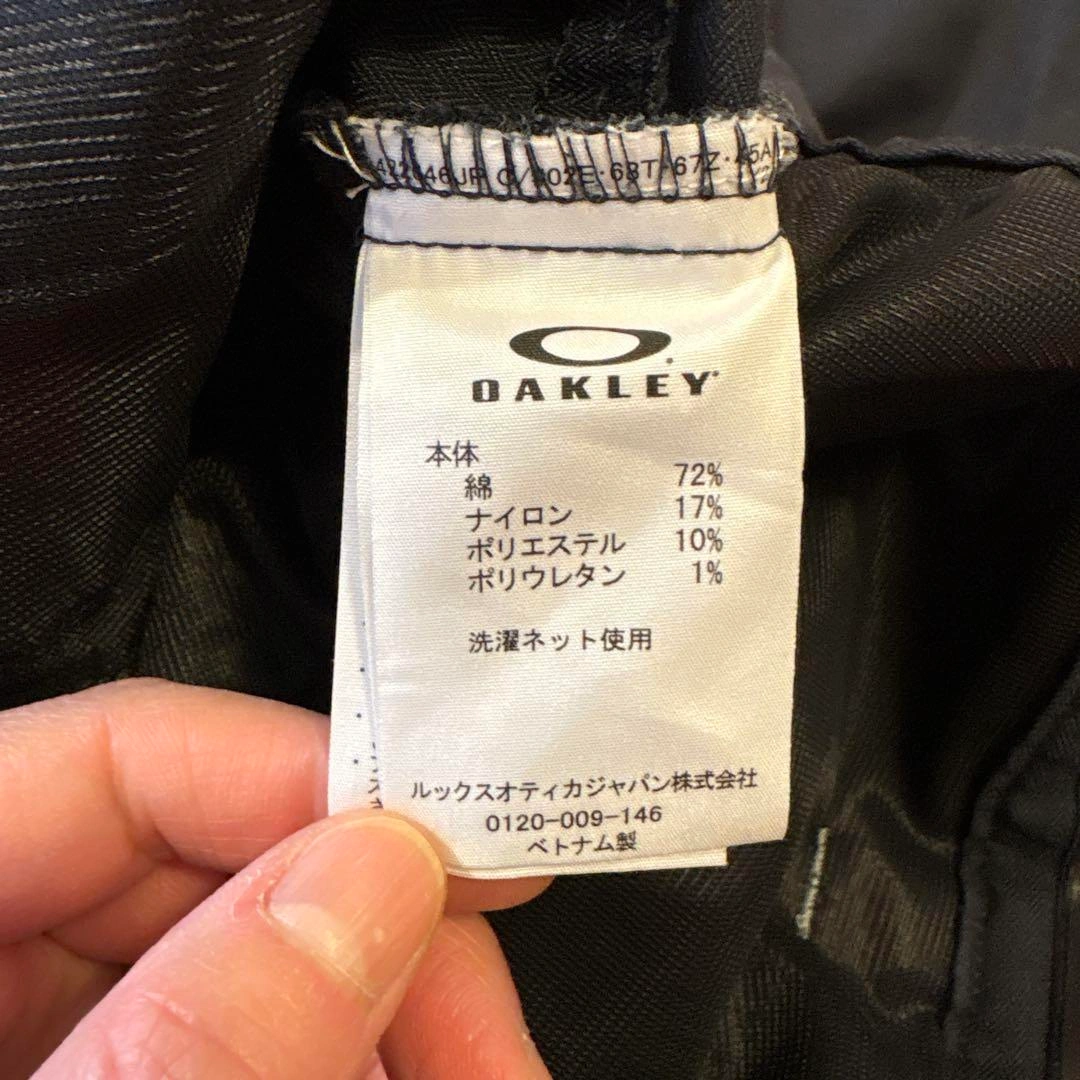 OAKLEY
本体
綿 72%
ナイロン 17%
ポリエステル 10%
ポリウレタン 1%
洗濯ネット使用
ルックスオティカジャパン株式会社
0120-009-146
ベトナム製